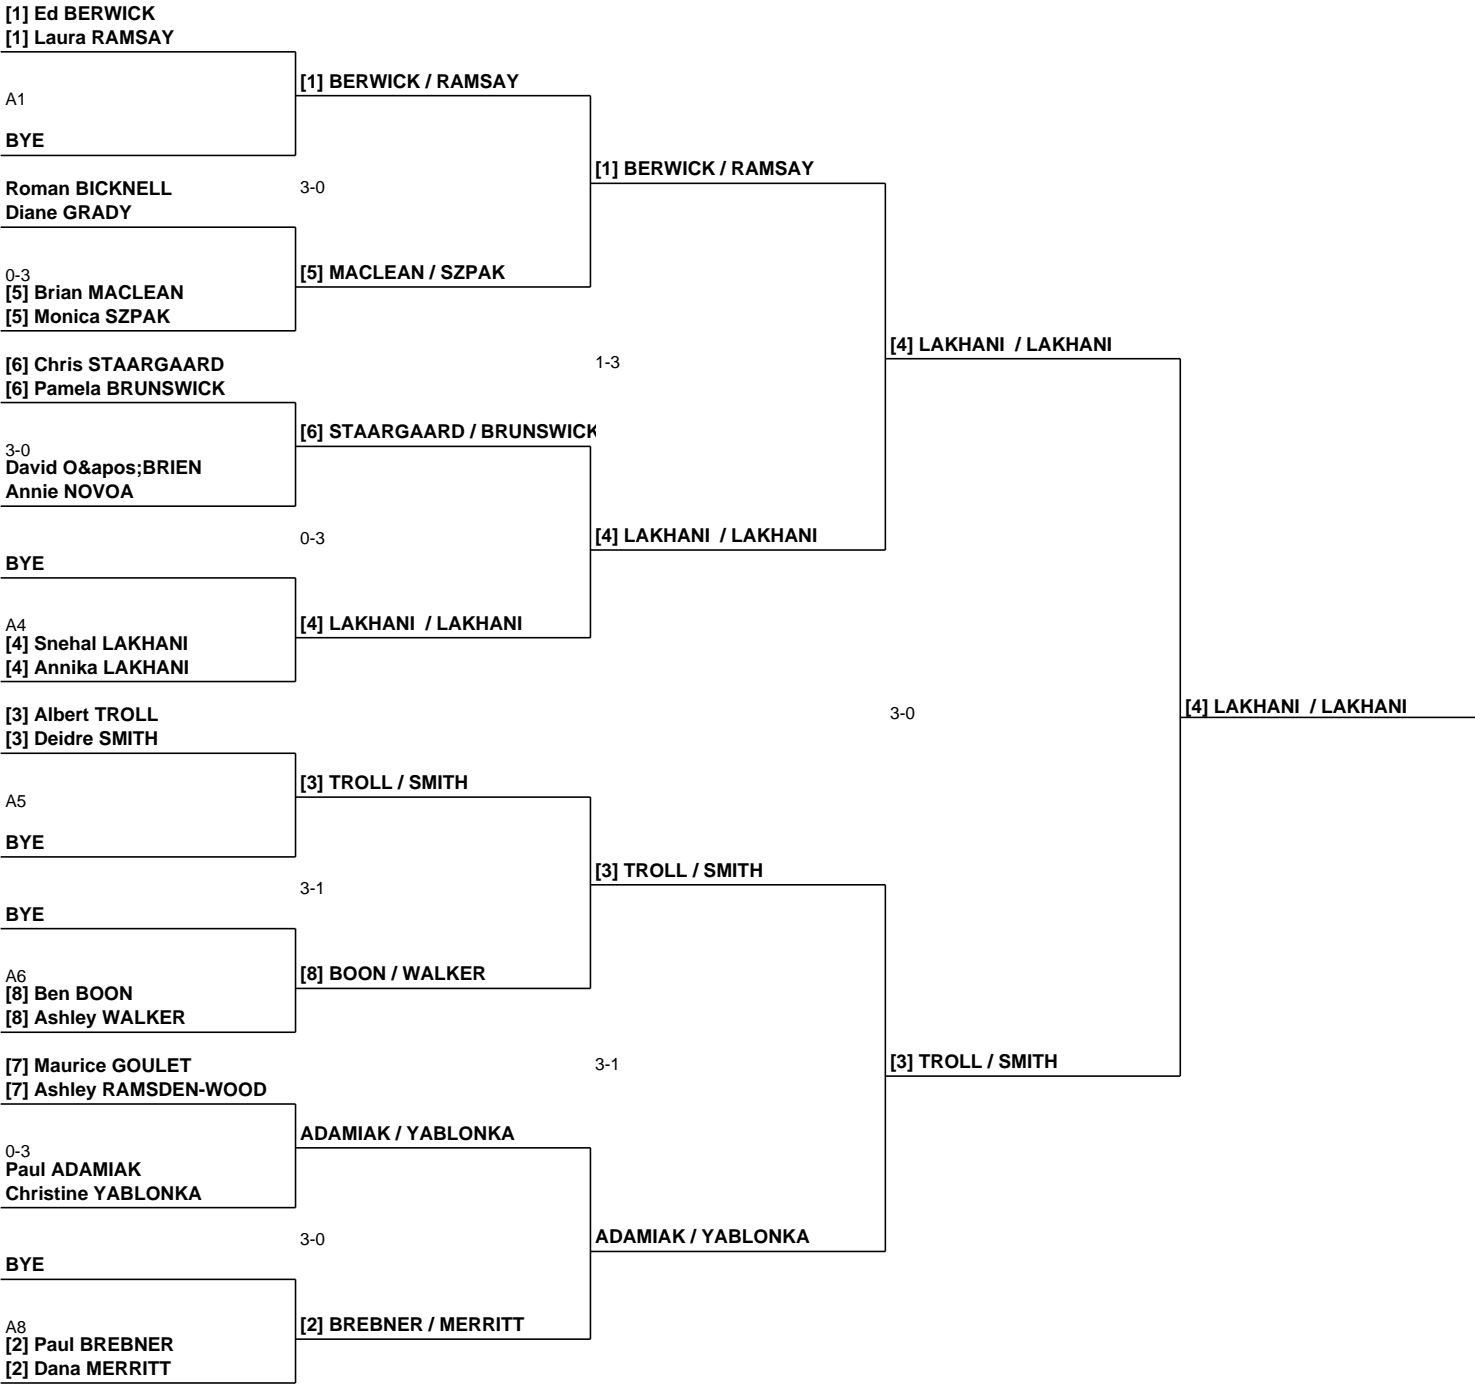 [1] Ed BERWICK
[1] Laura RAMSAY
[1] BERWICK / RAMSAY
A1
BYE
[1] BERWICK / RAMSAY
Roman BICKNELL
3-0
Diane GRADY
0-3
[5] MACLEAN / SZPAK
[5] Brian MACLEAN
[5] Monica SZPAK
[4] LAKHANI / LAKHANI
[6] Chris STAARGAARD
1-3
[6] Pamela BRUNSWICK
[6] STAARGAARD / BRUNSWICK
3-0
David O&apos;BRIEN
Annie NOVOA
0-3
[4] LAKHANI / LAKHANI
BYE
A4
[4] LAKHANI / LAKHANI
[4] Snehal LAKHANI
[4] Annika LAKHANI
[3] Albert TROLL
3-0
[4] LAKHANI / LAKHANI
[3] Deidre SMITH
[3] TROLL / SMITH
A5
BYE
[3] TROLL / SMITH
3-1
BYE
A6
[8] BOON / WALKER
[8] Ben BOON
[8] Ashley WALKER
[7] Maurice GOULET
3-1
[3] TROLL / SMITH
[7] Ashley RAMSDEN-WOOD
ADAMIAK / YABLONKA
0-3
Paul ADAMIAK
Christine YABLONKA
3-0
ADAMIAK / YABLONKA
BYE
A8
[2] BREBNER / MERRITT
[2] Paul BREBNER
[2] Dana MERRITT